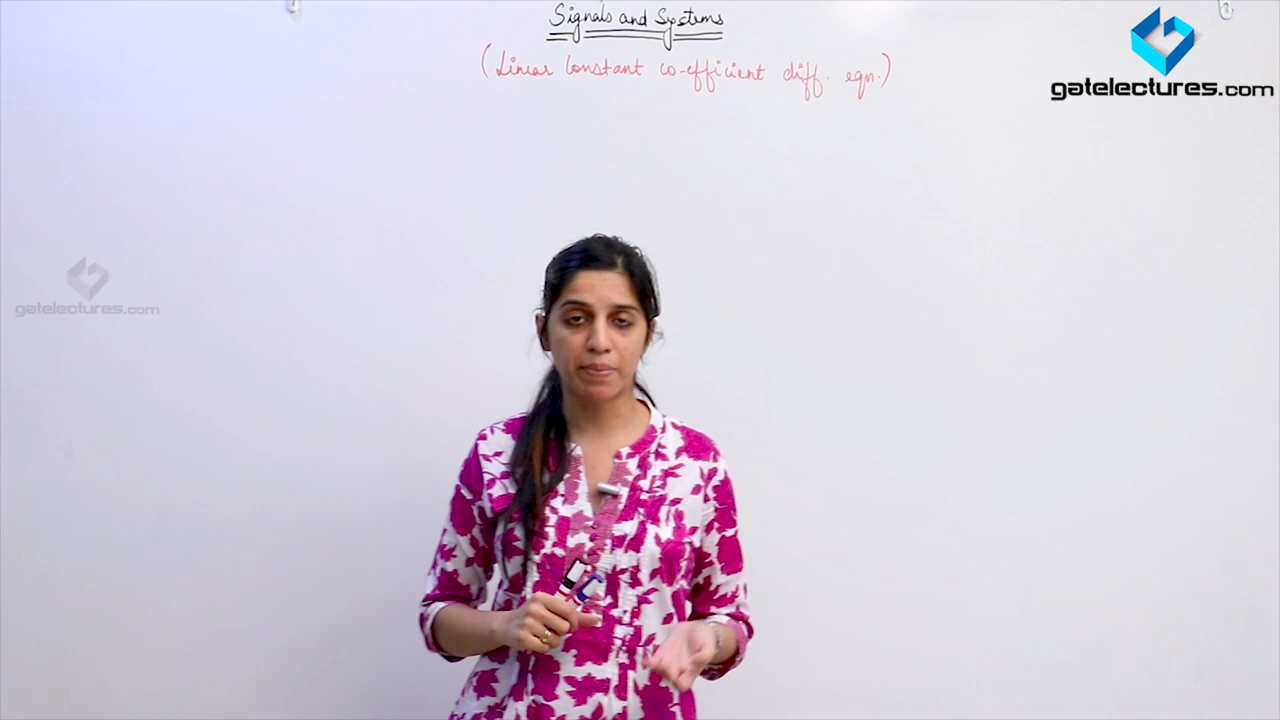 Signals and Systems
(Linear Constant co-efficient diff. eqn.)
gatelectures.com
gatelectures.com